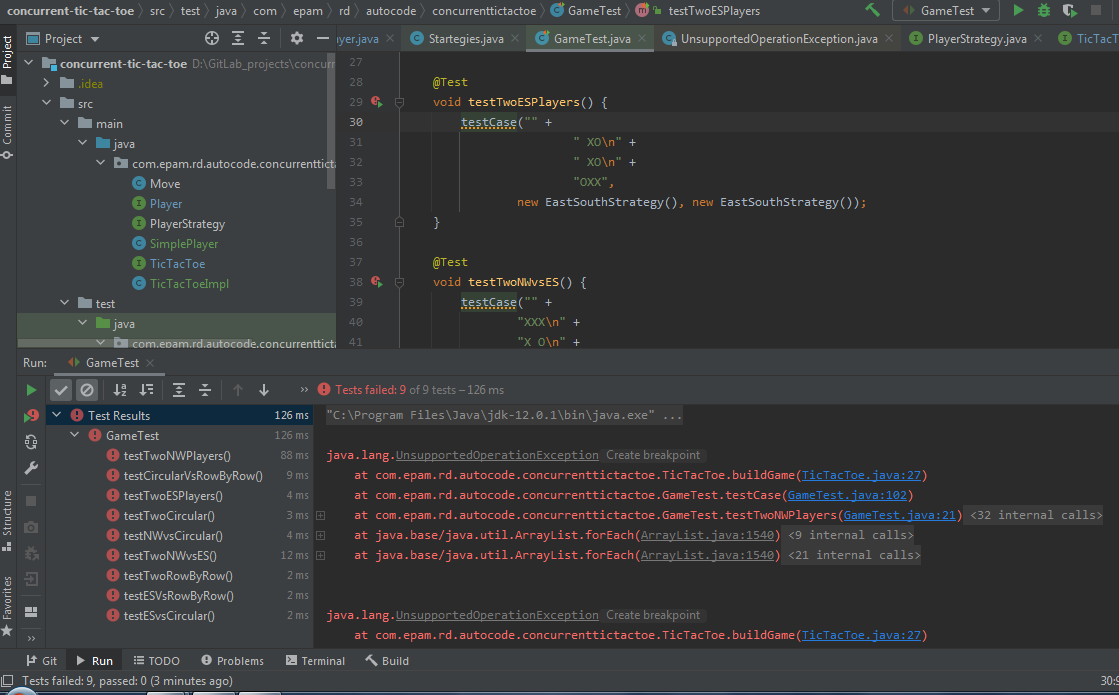 concurrent-tic-tac-toe src test java com epam rd autocode concurrenttictactoe GameTest testTwoESPlayers GameTest
Project yer.java Startegies.java GameTest.java UnsupportedOperationException.java PlayerStrategy.java TicTacT
Project
Commit
Structure
Favorites
concurrent-tic-tac-toe D:\GitLab_projects\concurr
.idea
src
main
java
com.epam.rd.autocode.concurrenttict
Move
Player
PlayerStrategy
SimplePlayer
TicTacToe
TicTacToeImpl
test
java
com.epam.rd.autocode.concurrenttict
27
28 @Test
29 void testTwoESPlayers() {
30 testCase("" +
31 " XO\n" +
32 " XO\n" +
33 "OXX",
34 new EastSouthStrategy(), new EastSouthStrategy());
35 }
36
37 @Test
38 void testTwoNWvsES() {
39 testCase("" +
40 "XXX\n" +
41 "X O\n" +
Run: GameTest
Tests failed: 9 of 9 tests – 126 ms
Test Results 126 ms
GameTest 126 ms
testTwoNWPlayers() 88 ms
testCircularVsRowByRow() 9 ms
testTwoESPlayers() 4 ms
testTwoCircular() 3 ms
testNWvsCircular() 4 ms
testTwoNWvsES() 12 ms
testTwoRowByRow() 2 ms
testESVsRowByRow() 2 ms
testESvsCircular() 2 ms
"C:\Program Files\Java\jdk-12.0.1\bin\java.exe" ...
java.lang.UnsupportedOperationException Create breakpoint
at com.epam.rd.autocode.concurrenttictactoe.TicTacToe.buildGame(TicTacToe.java:27)
at com.epam.rd.autocode.concurrenttictactoe.GameTest.testCase(GameTest.java:102)
at com.epam.rd.autocode.concurrenttictactoe.GameTest.testTwoNWPlayers(GameTest.java:21) <32 internal calls>
at java.base/java.util.ArrayList.forEach(ArrayList.java:1540) <9 internal calls>
at java.base/java.util.ArrayList.forEach(ArrayList.java:1540) <21 internal calls>
java.lang.UnsupportedOperationException Create breakpoint
at com.epam.rd.autocode.concurrenttictactoe.TicTacToe.buildGame(TicTacToe.java:27)
Git Run TODO Problems Terminal Build
Tests failed: 9, passed: 0 (3 minutes ago) 30: